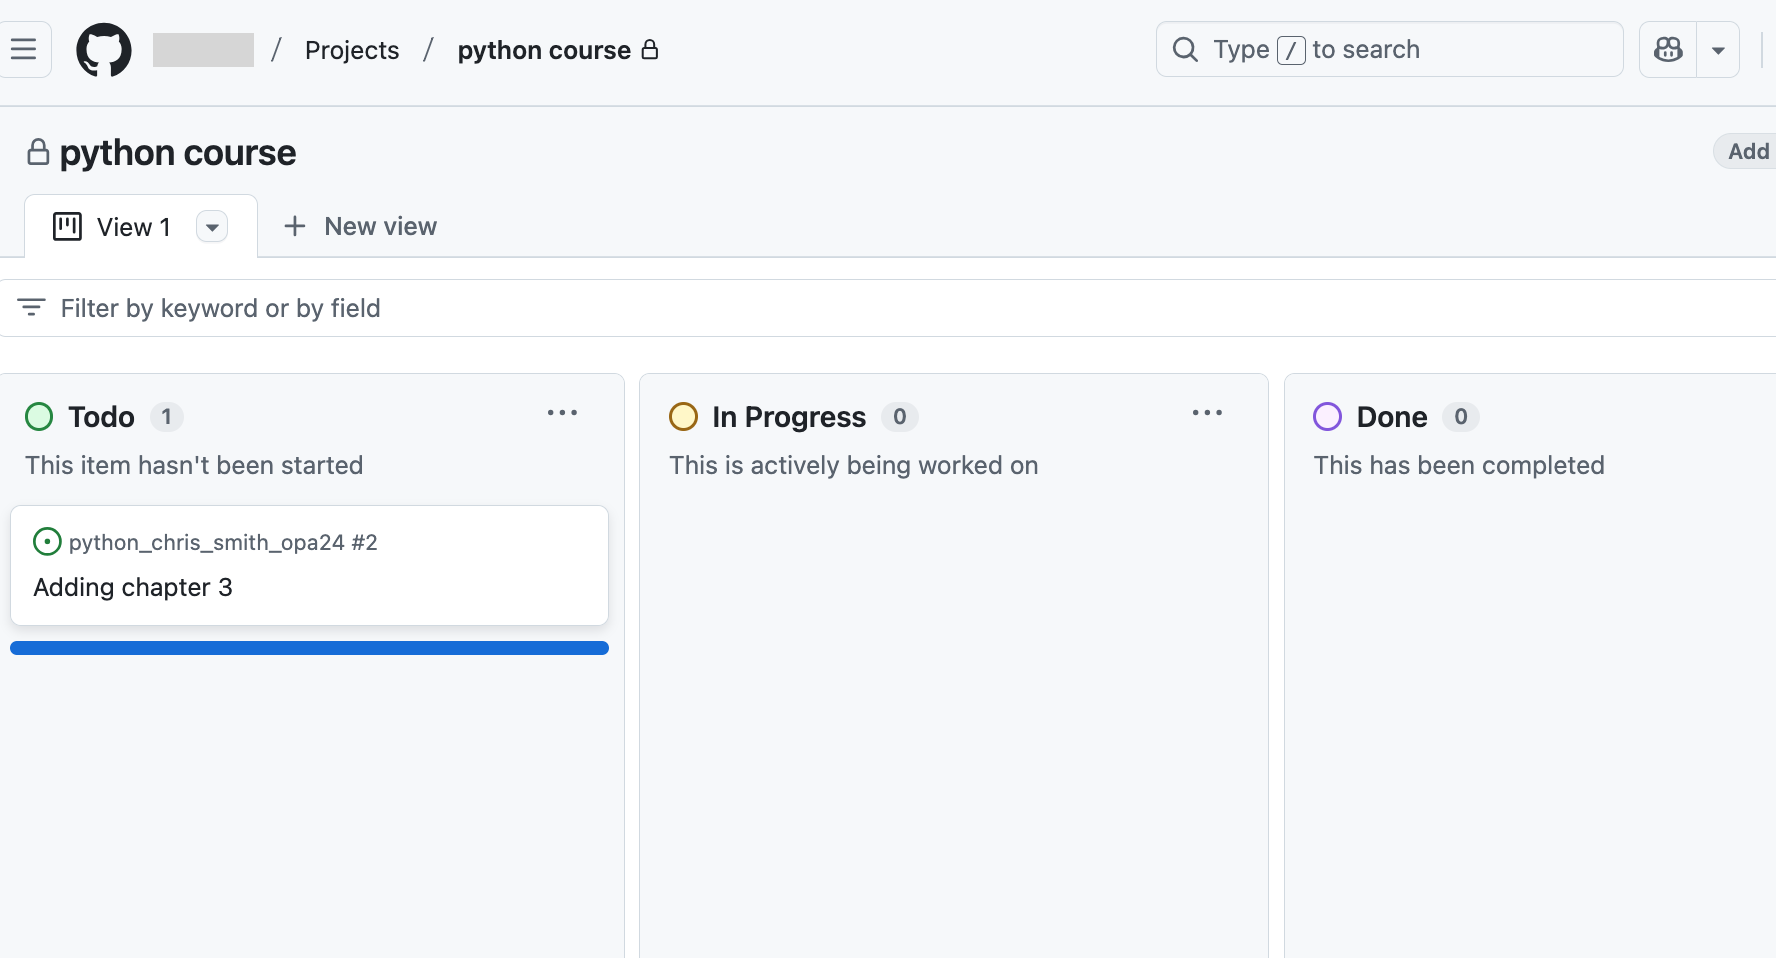 / Projects / python course
Type / to search
python course
Add
View 1
New view
Filter by keyword or by field
Todo 1
This item hasn't been started
python_chris_smith_opa24 #2
Adding chapter 3
In Progress 0
This is actively being worked on
Done 0
This has been completed